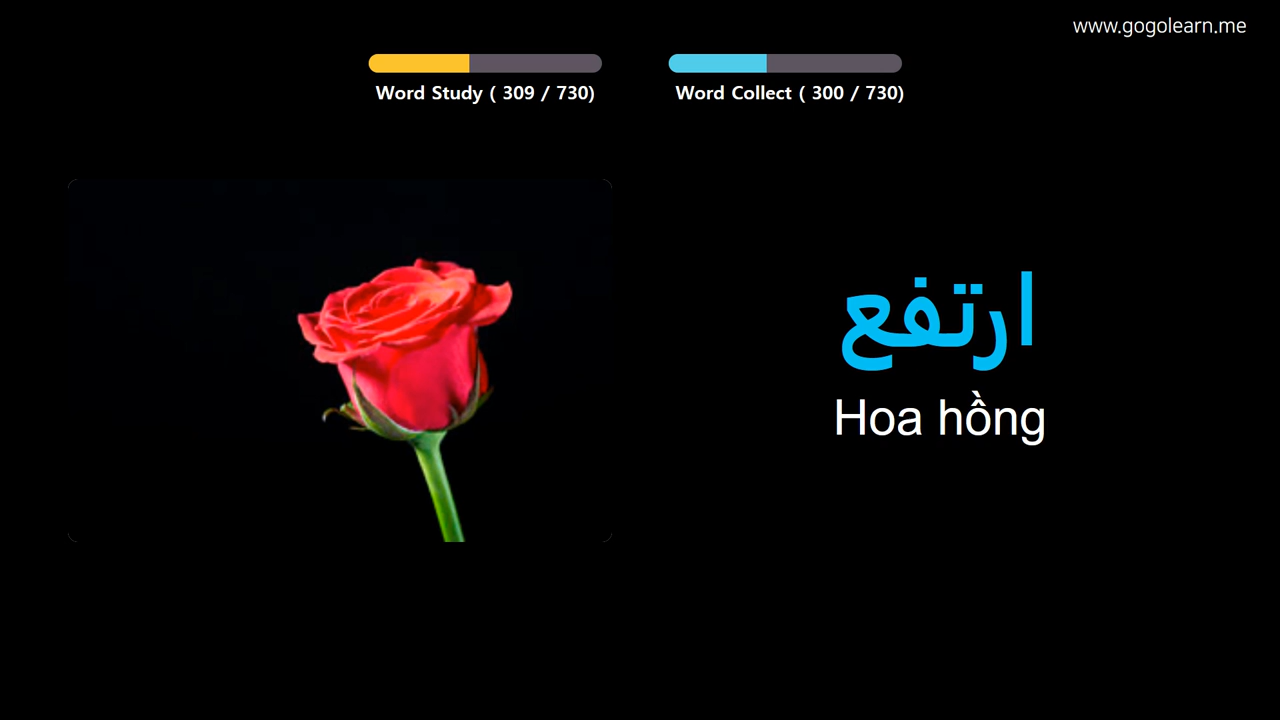 www.gogolearn.me
Word Study ( 309 / 730)
Word Collect ( 300 / 730)
ارتفع
Hoa hồng